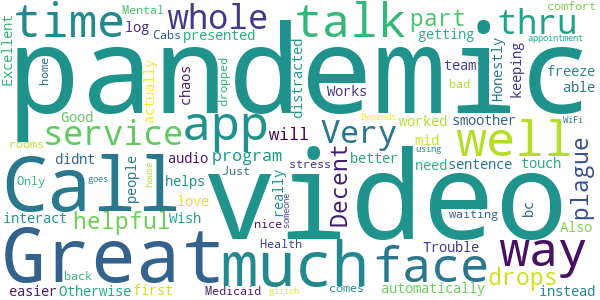 time
whole
talk
part
thru
Mental
log
Cabs
presented
getting
comfort
Excellent
pandemic
actually
chaos
home
dropped
distracted
team
Honestly
keeping
appointment
freeze
able
Works
bad
WiFi
Good
service
app
will
Very
worked
smoother
Depends
well
using
mid
plague
didnt
people
audio
program
Decent
better
need
sentence
touch
rooms
Only
Call
video
helps
Just
stress
really
someone
love
Wish
goes
house
interact
helpful
nice
waiting
bc
Also
Great
much
face
way
Health
Trouble
drops
back
easier
Otherwise
first
Medicaid
glitch
comes
automatically
instead